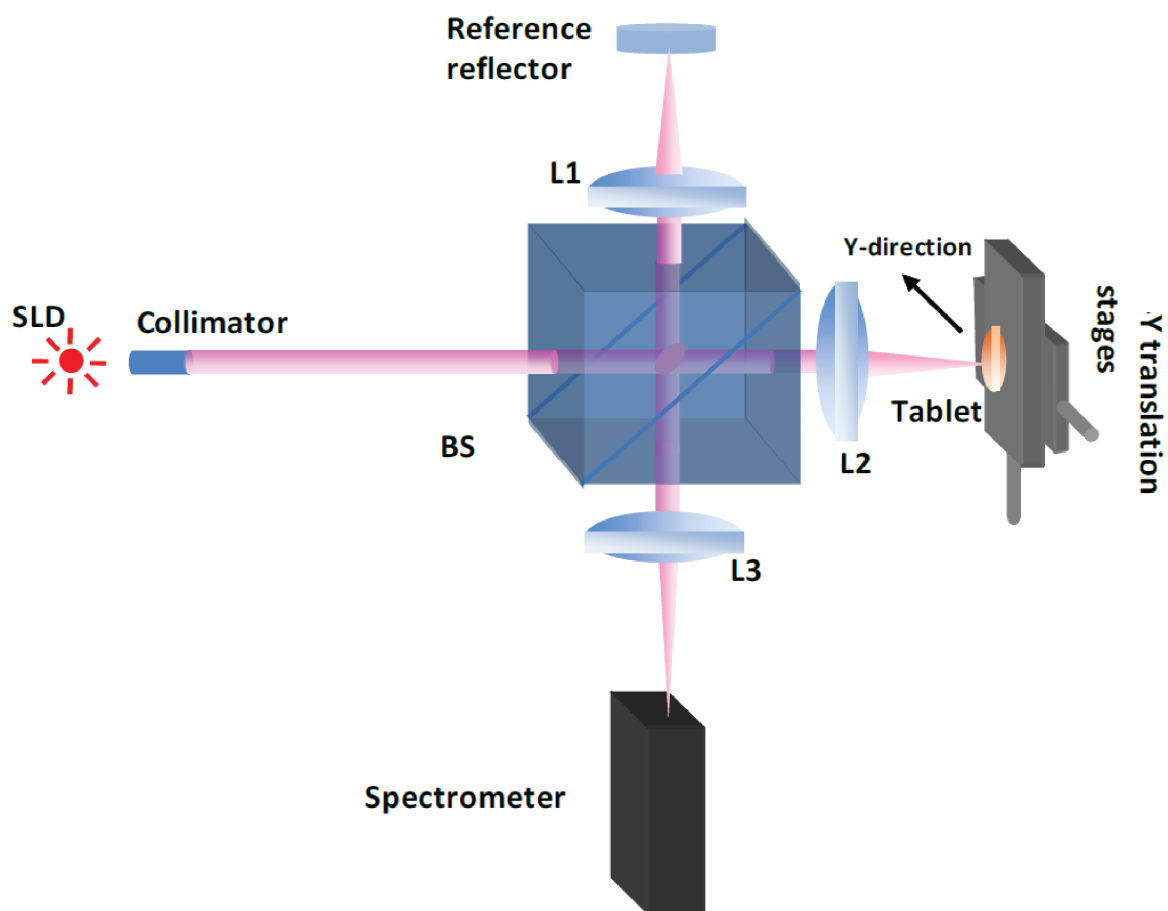 Reference
reflector
L1
Y-direction
SLD
Collimator
BS
L2
Tablet
Y translation
stages
L3
Spectrometer